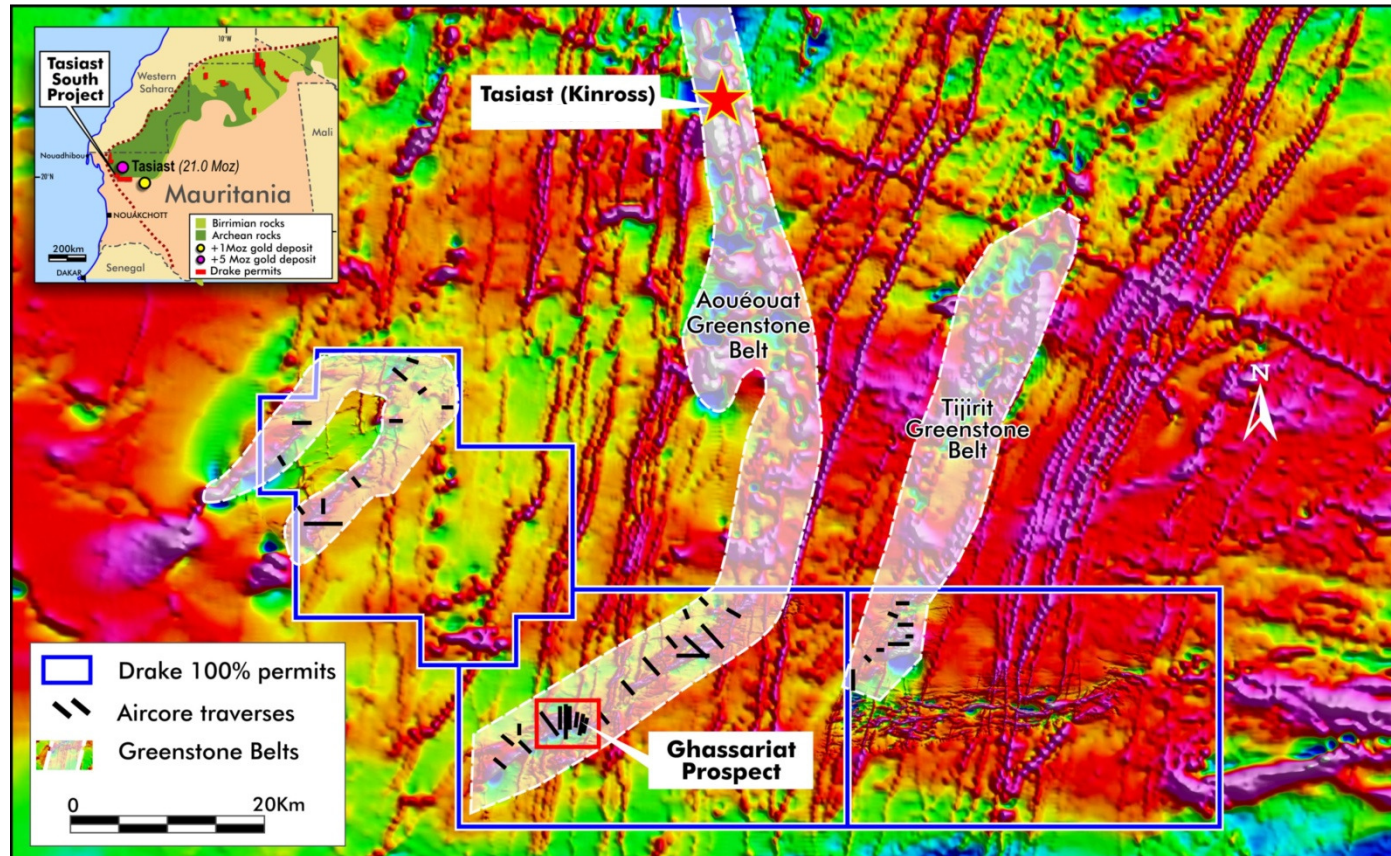 10°W
Tasiast
South
Project
Western
Sahara
Mali
Nouadhibou
Tasiast (21.0 Moz)
20°N
Mauritania
NOUAKCHOTT
Birrimian rocks
Archean rocks
+1Moz gold deposit
+5 Moz gold deposit
Drake permits
200km
Senegal
DAKAR
Tasiast (Kinross)
Aouéouat
Greenstone
Belt
Tijirit
Greenstone
Belt
N
Drake 100% permits
Aircore traverses
Greenstone Belts
0 20Km
Ghassariat
Prospect